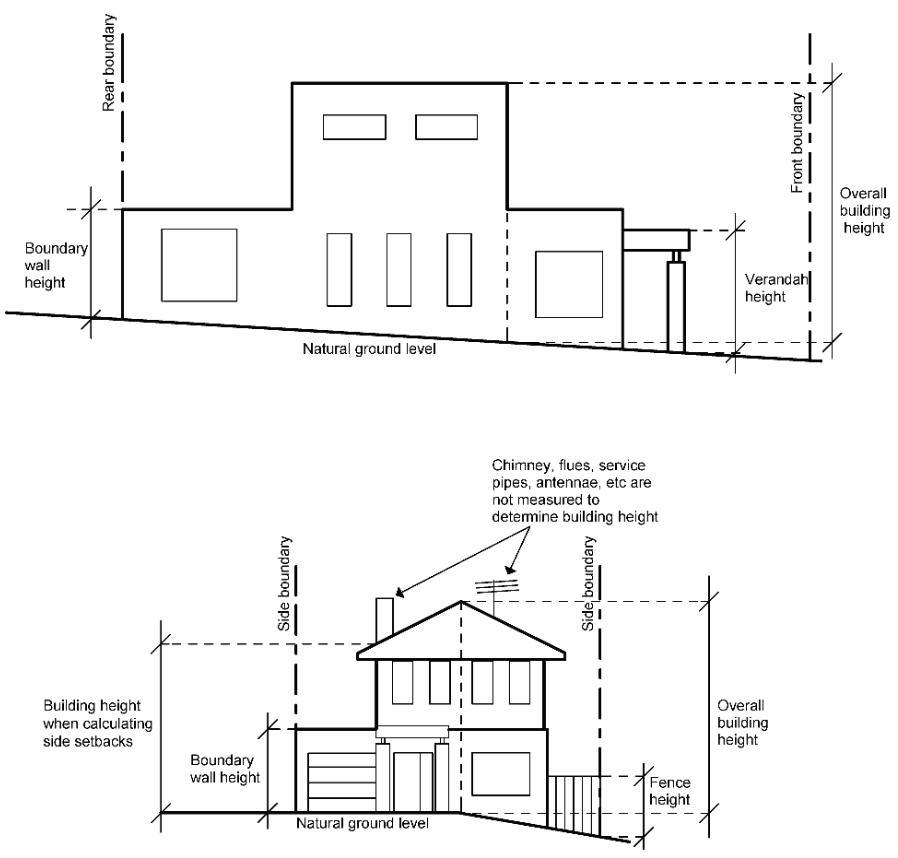 Rear boundary
Front boundary
Overall
building
height
Boundary
wall
height
Verandah
height
Natural ground level
Chimney, flues, service
pipes, antennae, etc are
not measured to
determine building height
Side boundary
Side boundary
Building height
when calculating
side setbacks
Overall
building
height
Boundary
wall height
Fence
height
Natural ground level